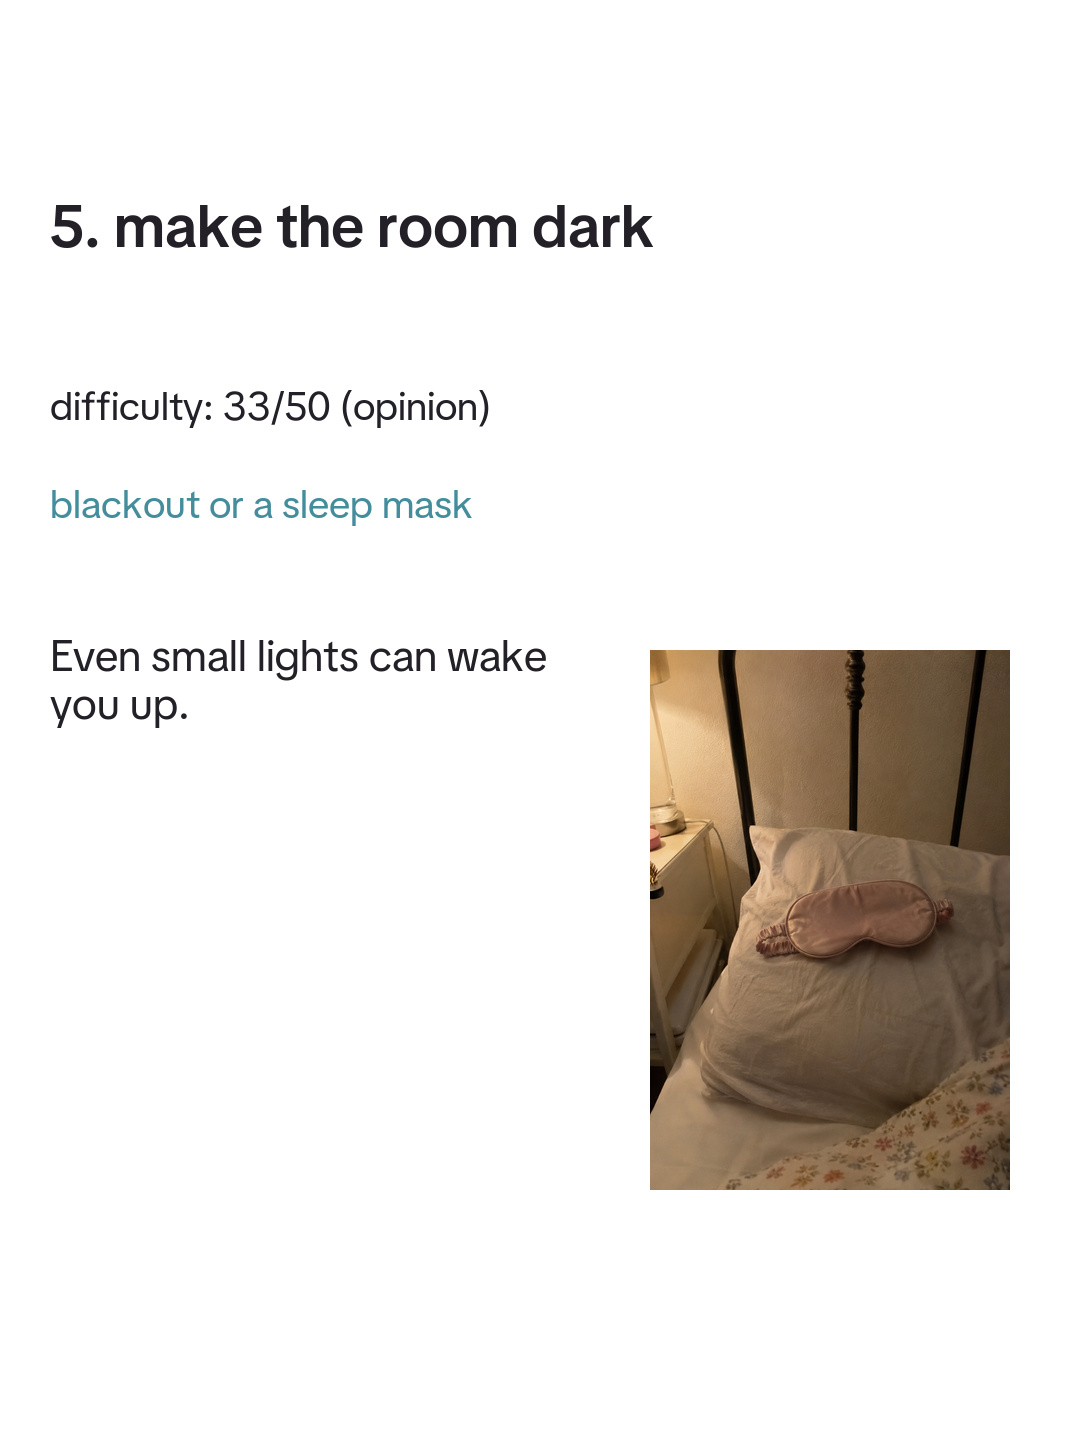 5. make the room dark
difficulty: 33/50 (opinion)
blackout or a sleep mask
Even small lights can wake
you up.